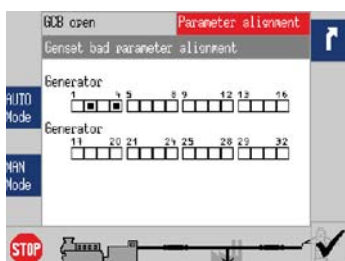 GCB open Parameter alignment
Genset bad parameter alignment
Generator
1 4 5 8 9 12 13 16
AUTO Mode
Generator
17 20 21 24 25 28 29 32
MAN Mode
STOP